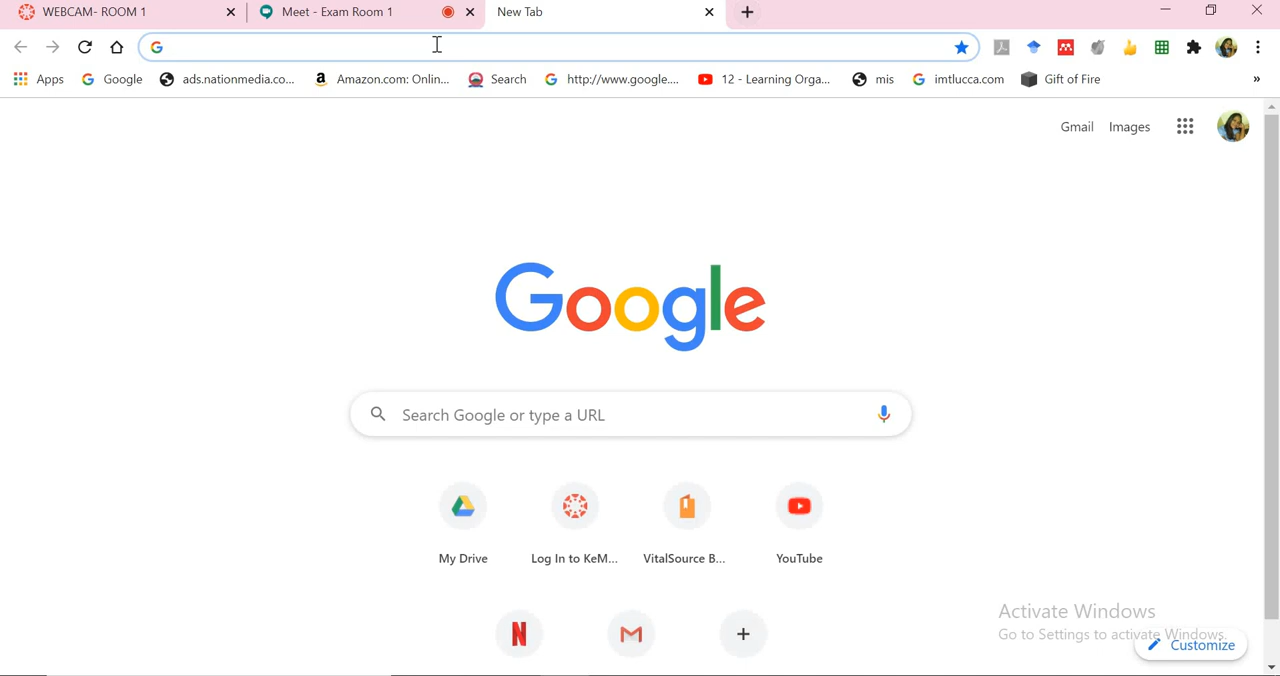 WEBCAM- ROOM 1
Meet - Exam Room 1
New Tab
Apps
Google
ads.nationmedia.co...
Amazon.com: Onlin...
Search
http://www.google....
12 - Learning Orga...
mis
imtlucca.com
Gift of Fire
»
Gmail
Images
Google
Search Google or type a URL
My Drive
Log In to KeM...
VitalSource B...
YouTube
Activate Windows
Go to Settings to activate Windows.
Customize